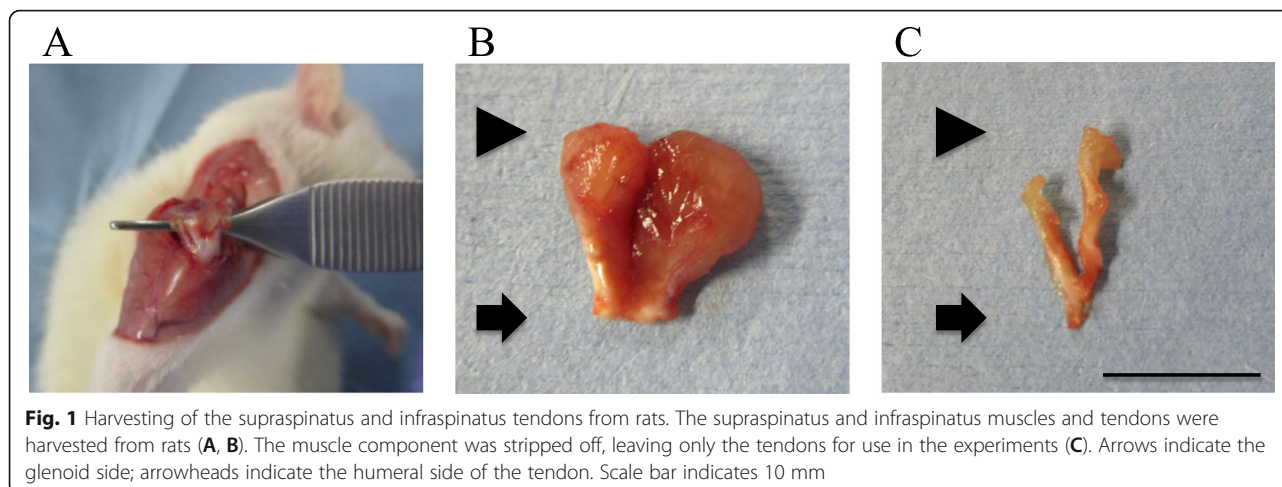 A
B
C
Fig. 1 Harvesting of the supraspinatus and infraspinatus tendons from rats. The supraspinatus and infraspinatus muscles and tendons were
harvested from rats (A, B). The muscle component was stripped off, leaving only the tendons for use in the experiments (C). Arrows indicate the
glenoid side; arrowheads indicate the humeral side of the tendon. Scale bar indicates 10 mm